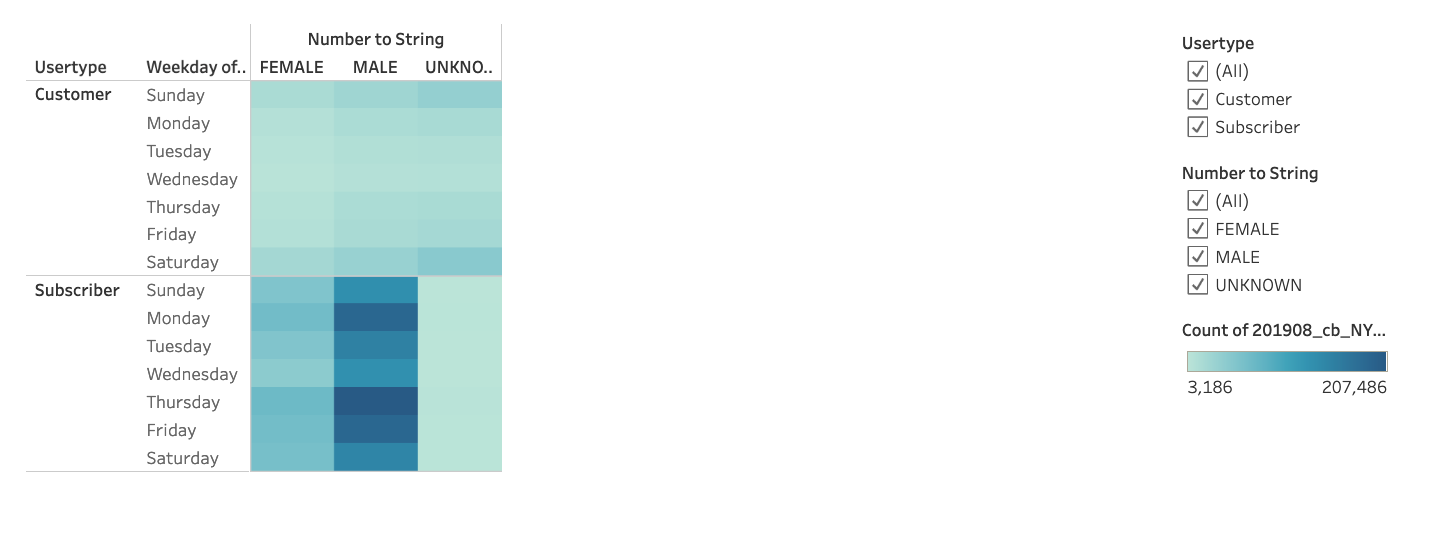 Number to String
Usertype Weekday of.. FEMALE MALE UNKNO..
Customer Sunday
Monday
Tuesday
Wednesday
Thursday
Friday
Saturday
Subscriber Sunday
Monday
Tuesday
Wednesday
Thursday
Friday
Saturday
Usertype
(All)
Customer
Subscriber
Number to String
(All)
FEMALE
MALE
UNKNOWN
Count of 201908_cb_NY...
3,186 207,486